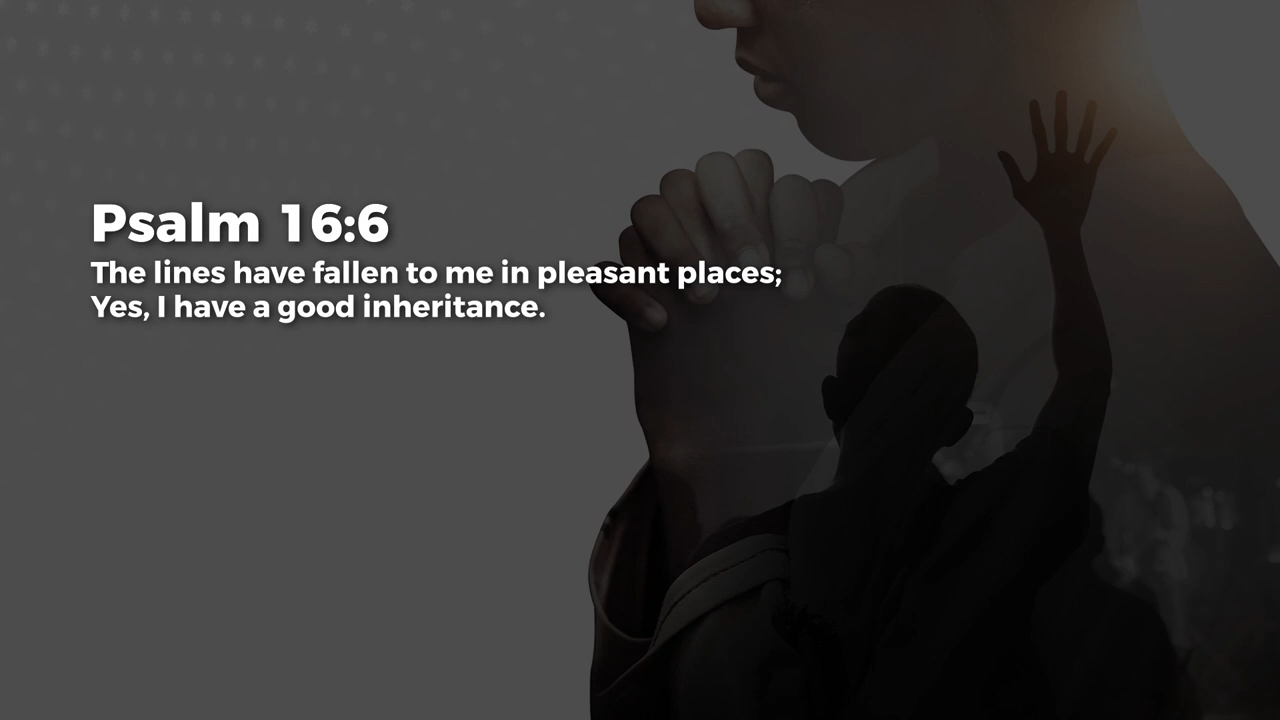 Psalm 16:6
The lines have fallen to me in pleasant places;
Yes, I have a good inheritance.